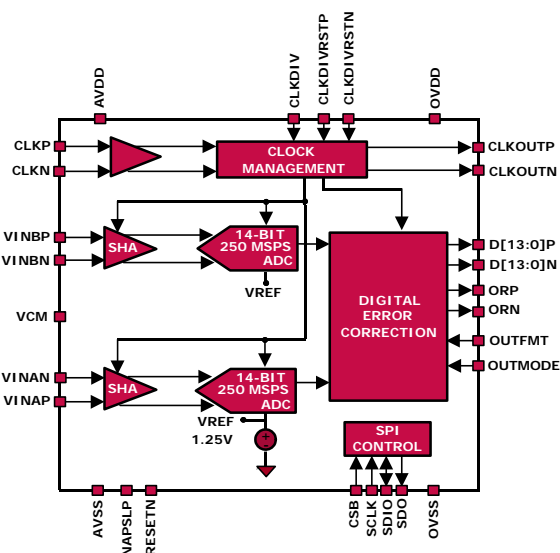 AVDD
CLKDIV
CLKDIVRSTP
CLKDIVRSTN
OVDD
CLKP
CLKN
CLOCK
MANAGEMENT
CLKOUTP
CLKOUTN
VINBP
VINBN
SHA
14-BIT
250 MSPS
ADC
VREF
D[13:0]P
D[13:0]N
ORP
ORN
OUTFMT
OUTMODE
DIGITAL
ERROR
CORRECTION
VCM
VINAN
VINAP
SHA
14-BIT
250 MSPS
ADC
VREF
1.25V
+
-
SPI
CONTROL
AVSS
NAPSLP
RESETN
CSB
SCLK
SDIO
SDO
OVSS